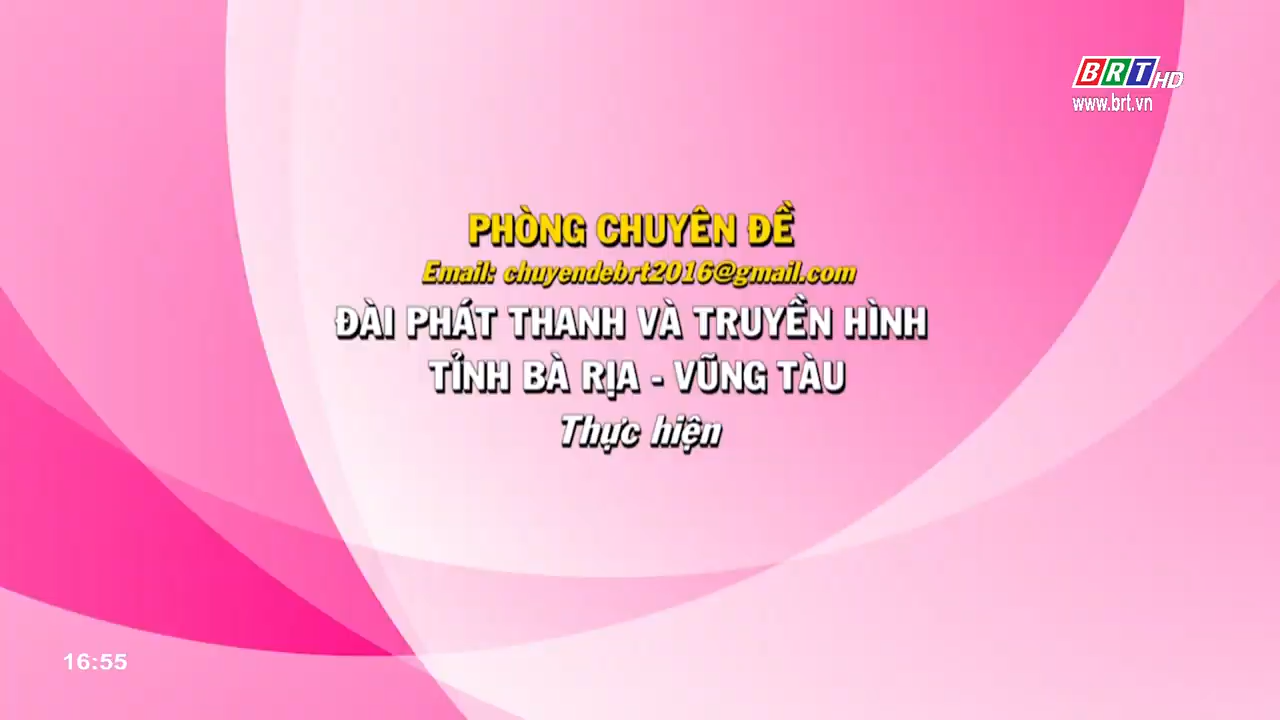 BRT HD
www.brt.vn
PHÒNG CHUYÊN ĐỀ
Email: chuyendebrt2016@gmail.com
ĐÀI PHÁT THANH VÀ TRUYỀN HÌNH
TỈNH BÀ RỊA - VŨNG TÀU
Thực hiện
16:55